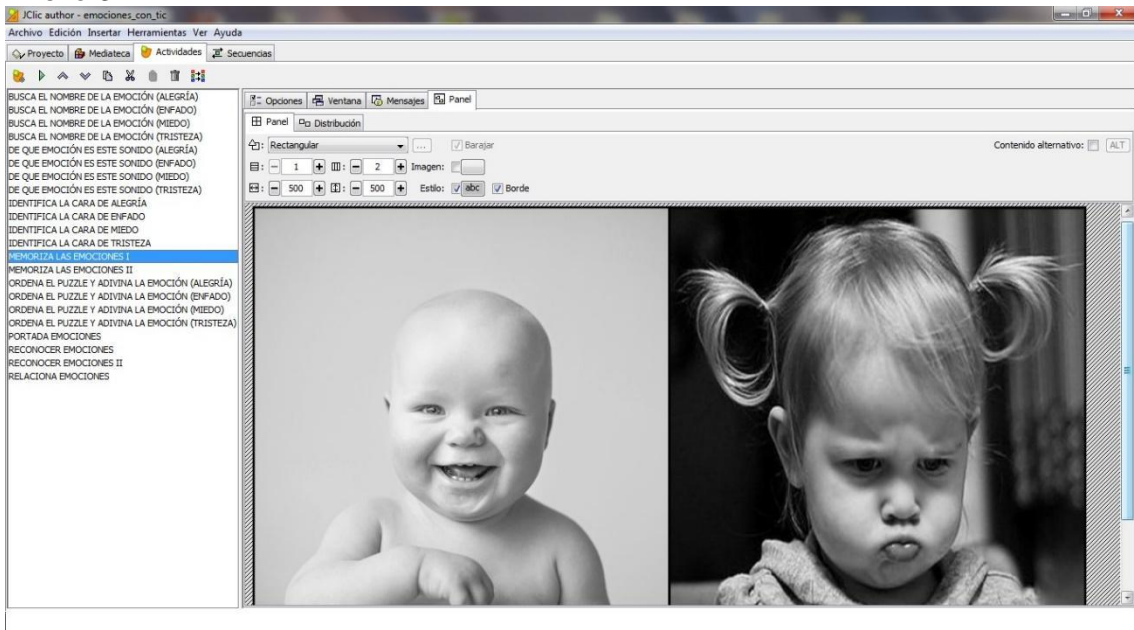 JClic author - emociones_con_tic
Archivo Edición Insertar Herramientas Ver Ayuda
Proyecto Mediateca Actividades Secuencias
BUSCA EL NOMBRE DE LA EMOCIÓN (ALEGRÍA)
BUSCA EL NOMBRE DE LA EMOCIÓN (ENFADO)
BUSCA EL NOMBRE DE LA EMOCIÓN (MIEDO)
BUSCA EL NOMBRE DE LA EMOCIÓN (TRISTEZA)
DE QUE EMOCIÓN ES ESTE SONIDO (ALEGRÍA)
DE QUE EMOCIÓN ES ESTE SONIDO (ENFADO)
DE QUE EMOCIÓN ES ESTE SONIDO (MIEDO)
DE QUE EMOCIÓN ES ESTE SONIDO (TRISTEZA)
IDENTIFICA LA CARA DE ALEGRÍA
IDENTIFICA LA CARA DE ENFADO
IDENTIFICA LA CARA DE MIEDO
IDENTIFICA LA CARA DE TRISTEZA
MEMORIZA LAS EMOCIONES I
MEMORIZA LAS EMOCIONES II
ORDENA EL PUZZLE Y ADIVINA LA EMOCIÓN (ALEGRÍA)
ORDENA EL PUZZLE Y ADIVINA LA EMOCIÓN (ENFADO)
ORDENA EL PUZZLE Y ADIVINA LA EMOCIÓN (MIEDO)
ORDENA EL PUZZLE Y ADIVINA LA EMOCIÓN (TRISTEZA)
PORTADA EMOCIONES
RECONOCER EMOCIONES
RECONOCER EMOCIONES II
RELACIONA EMOCIONES
Opciones Ventana Mensajes Panel
Panel Distribución
Rectangular ... Barajar Contenido alternativo: ALT
: 1 : 2 Imagen:
: 500 : 500 Estilo: abc Borde